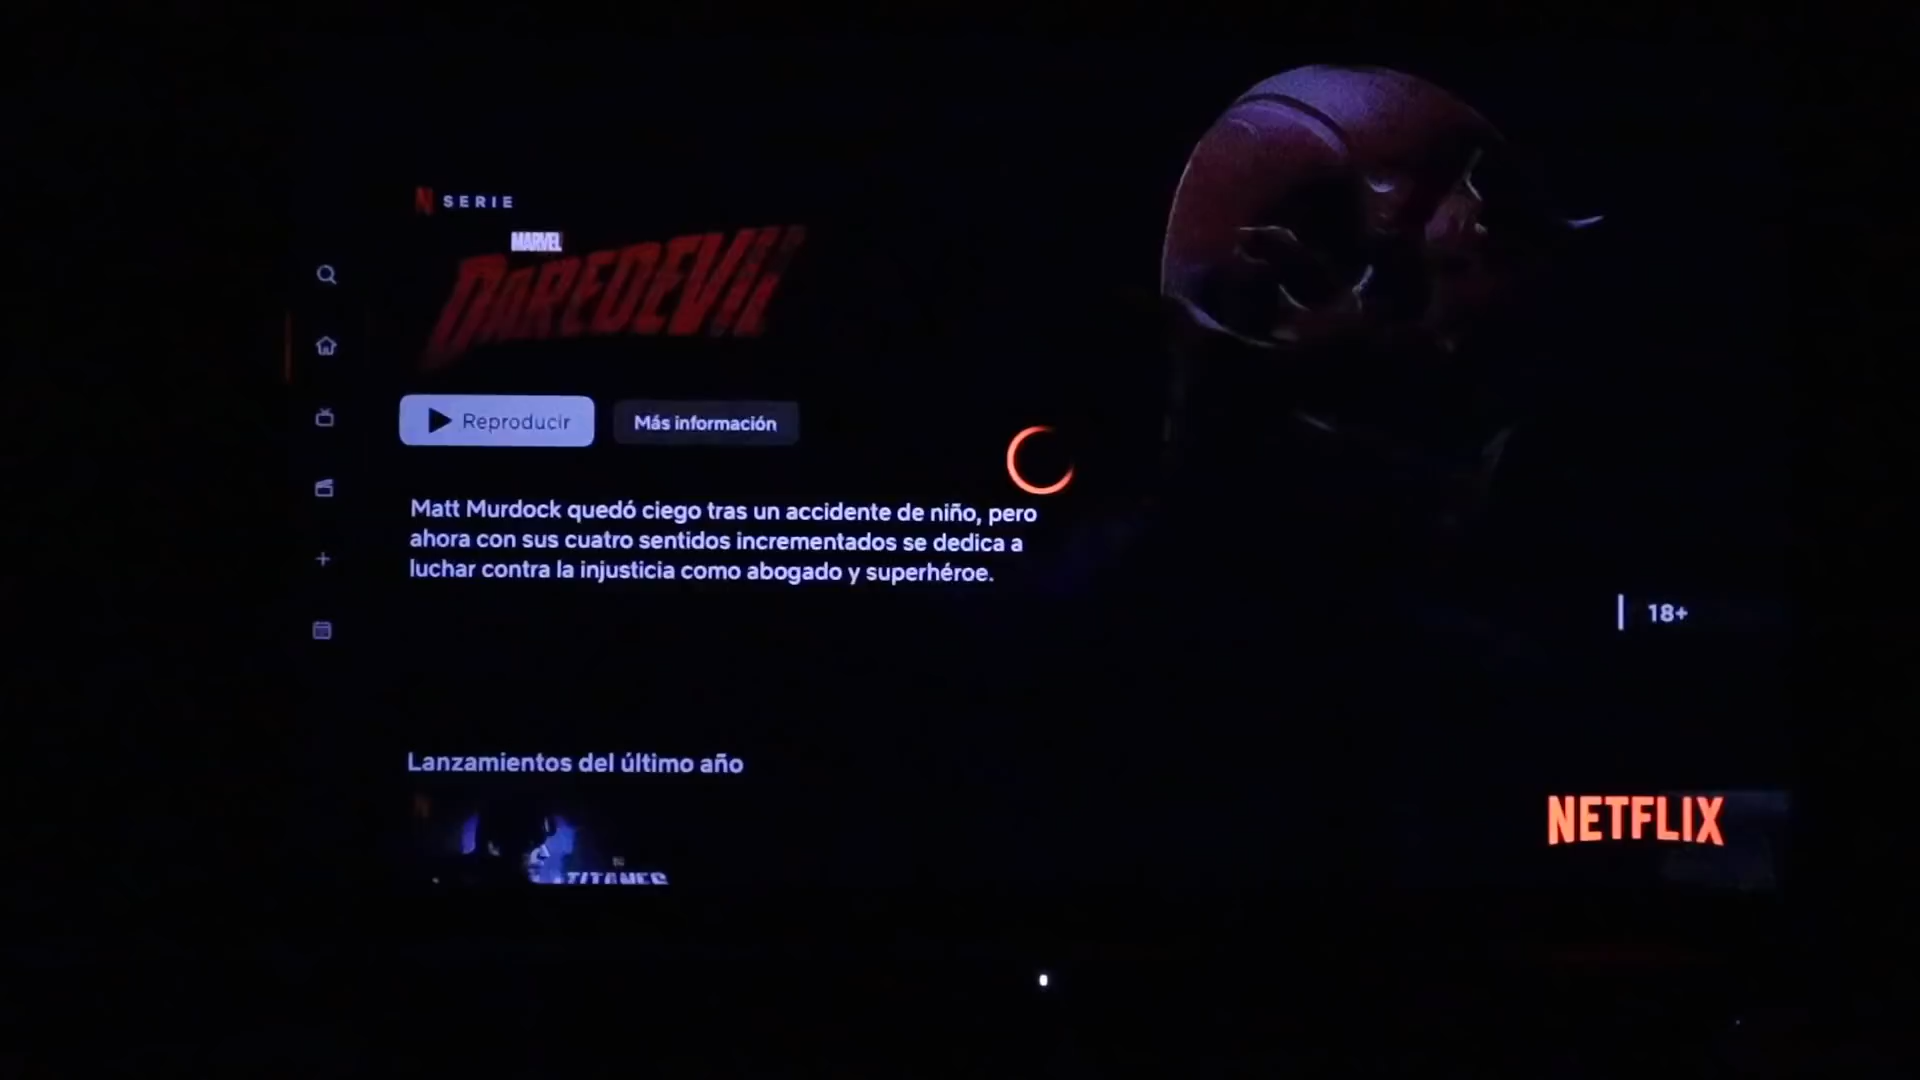 N SERIE
MARVEL
DAREDEVIL
Reproducir
Más información
Matt Murdock quedó ciego tras un accidente de niño, pero
ahora con sus cuatro sentidos incrementados se dedica a
luchar contra la injusticia como abogado y superhéroe.
18+
Lanzamientos del último año
NETFLIX
TITANES